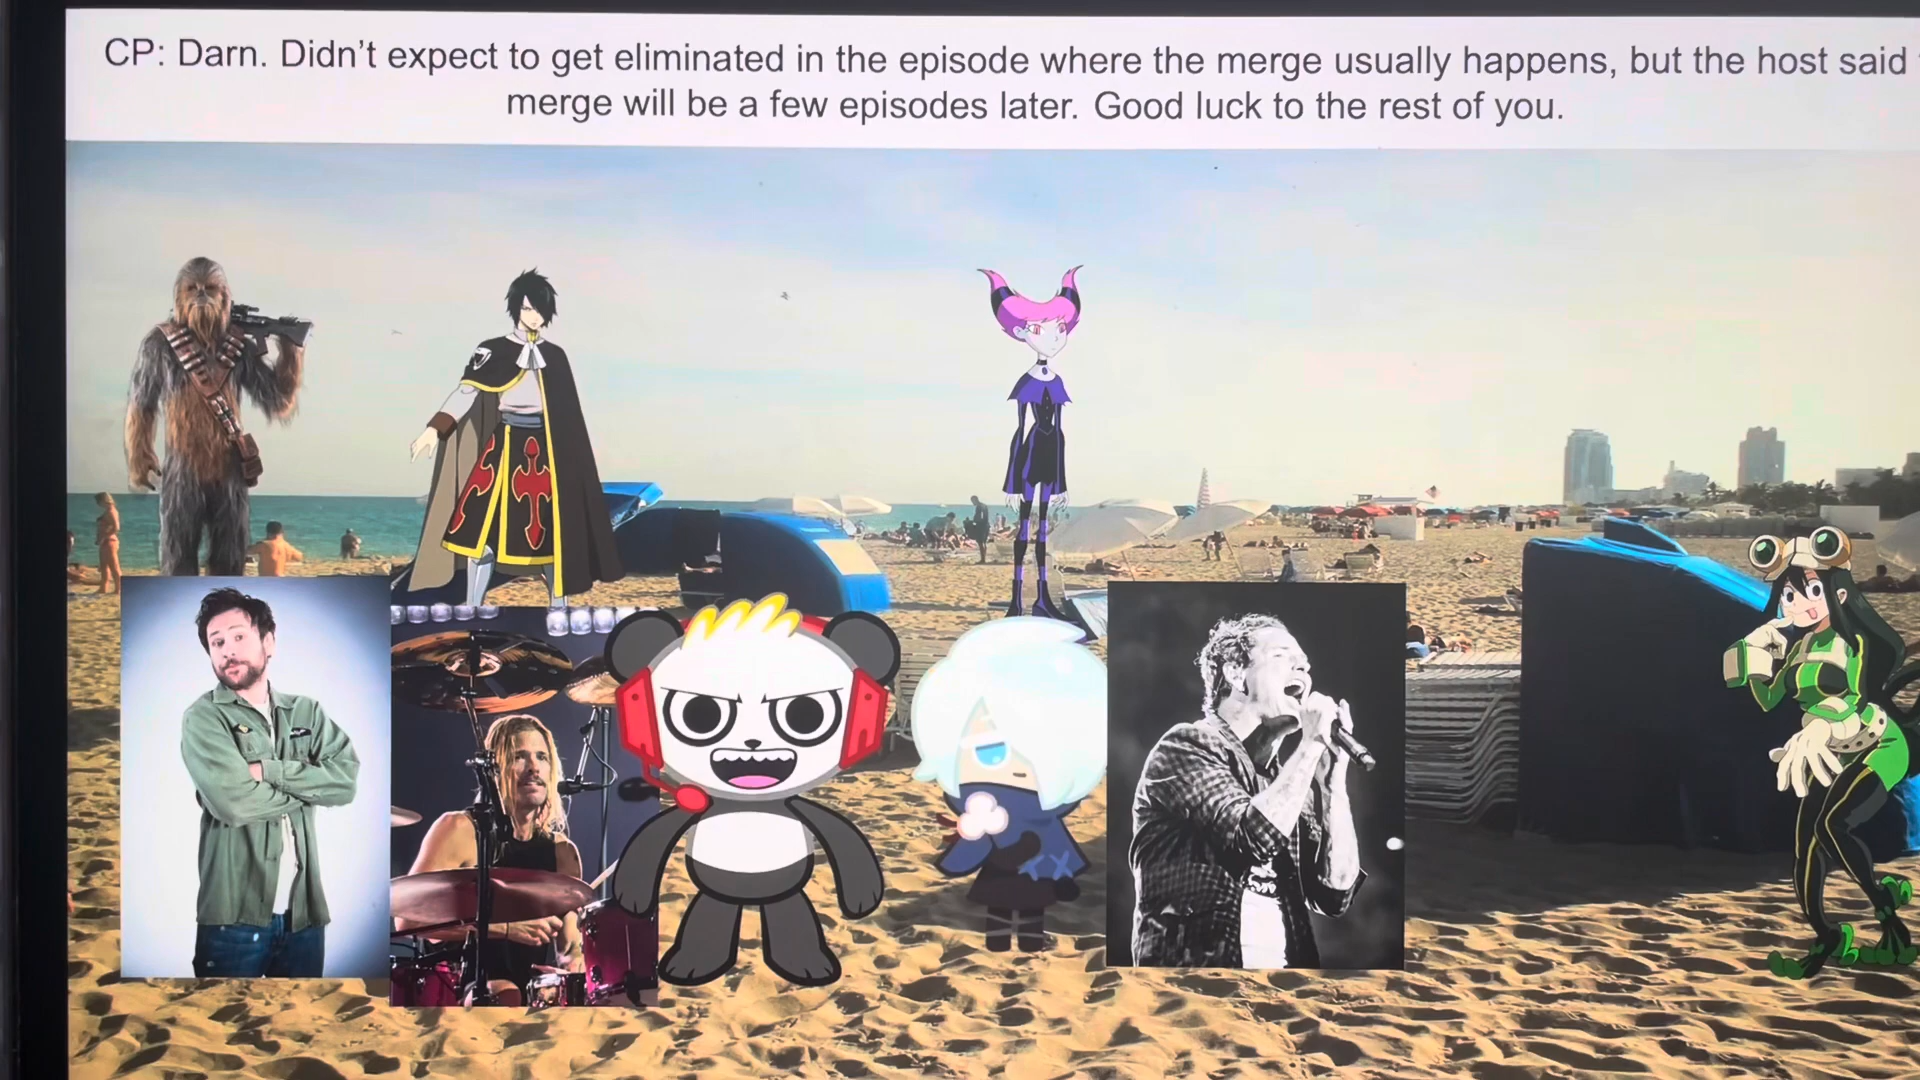 CP: Darn. Didn’t expect to get eliminated in the episode where the merge usually happens, but the host said
merge will be a few episodes later. Good luck to the rest of you.